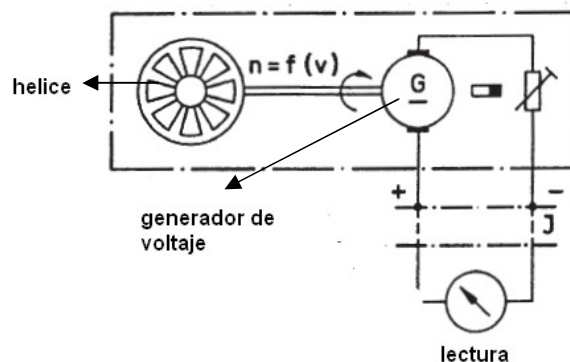 n = f (v)
helice
G
generador de
voltaje
+
-
J
lectura